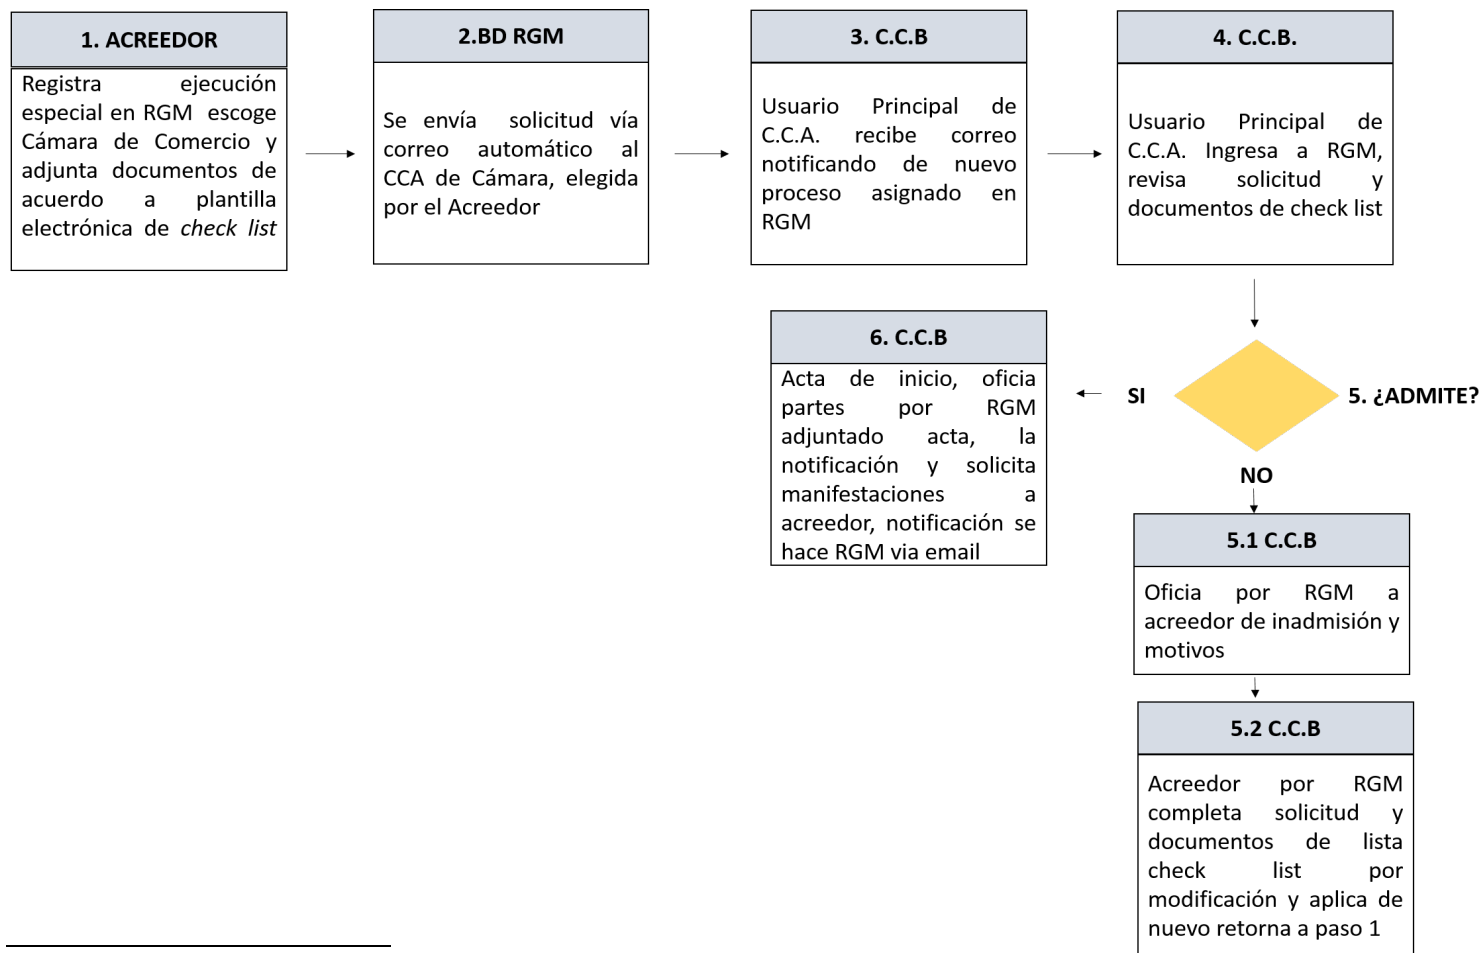 1. ACREEDOR
Registra ejecución
especial en RGM escoge
Cámara de Comercio y
adjunta documentos de
acuerdo a plantilla
electrónica de check list
2.BD RGM
Se envía solicitud vía
correo automático al
CCA de Cámara, elegida
por el Acreedor
3. C.C.B
Usuario Principal de
C.C.A. recibe correo
notificando de nuevo
proceso asignado en
RGM
4. C.C.B.
Usuario Principal de
C.C.A. Ingresa a RGM,
revisa solicitud y
documentos de check list
5. ¿ADMITE?
SI
NO
6. C.C.B
Acta de inicio, oficia
partes por RGM
adjuntado acta, la
notificación y solicita
manifestaciones a
acreedor, notificación se
hace RGM via email
5.1 C.C.B
Oficia por RGM a
acreedor de inadmisión y
motivos
5.2 C.C.B
Acreedor por RGM
completa solicitud y
documentos de lista
check list por
modificación y aplica de
nuevo retorna a paso 1